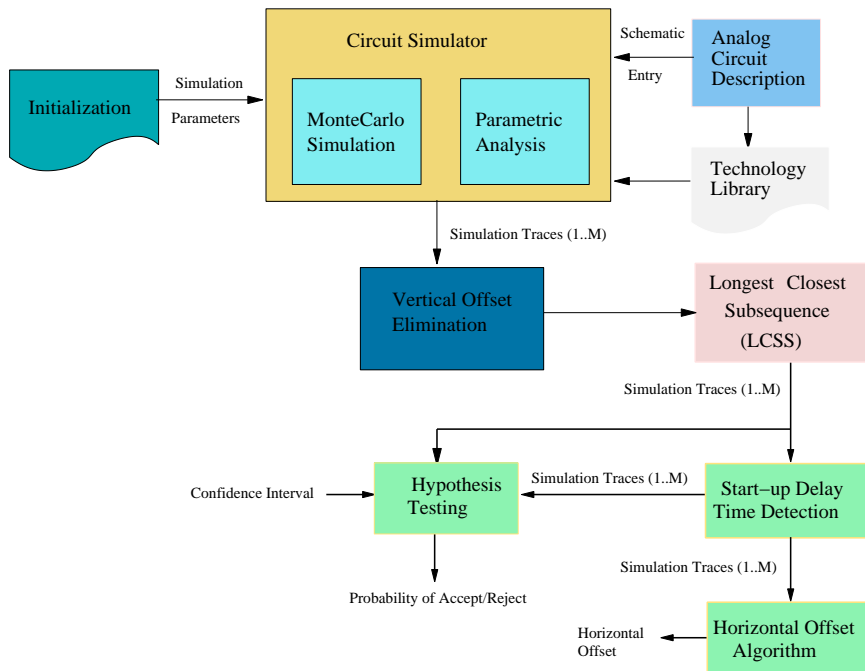 Circuit Simulator
Schematic
Entry
Analog
Circuit
Description
Initialization
Simulation
Parameters
MonteCarlo
Simulation
Parametric
Analysis
Technology
Library
Simulation Traces (1..M)
Vertical Offset
Elimination
Longest Closest
Subsequence
(LCSS)
Simulation Traces (1..M)
Confidence Interval
Hypothesis
Testing
Simulation Traces (1..M)
Start–up Delay
Time Detection
Simulation Traces (1..M)
Probability of Accept/Reject
Horizontal
Offset
Horizontal Offset
Algorithm